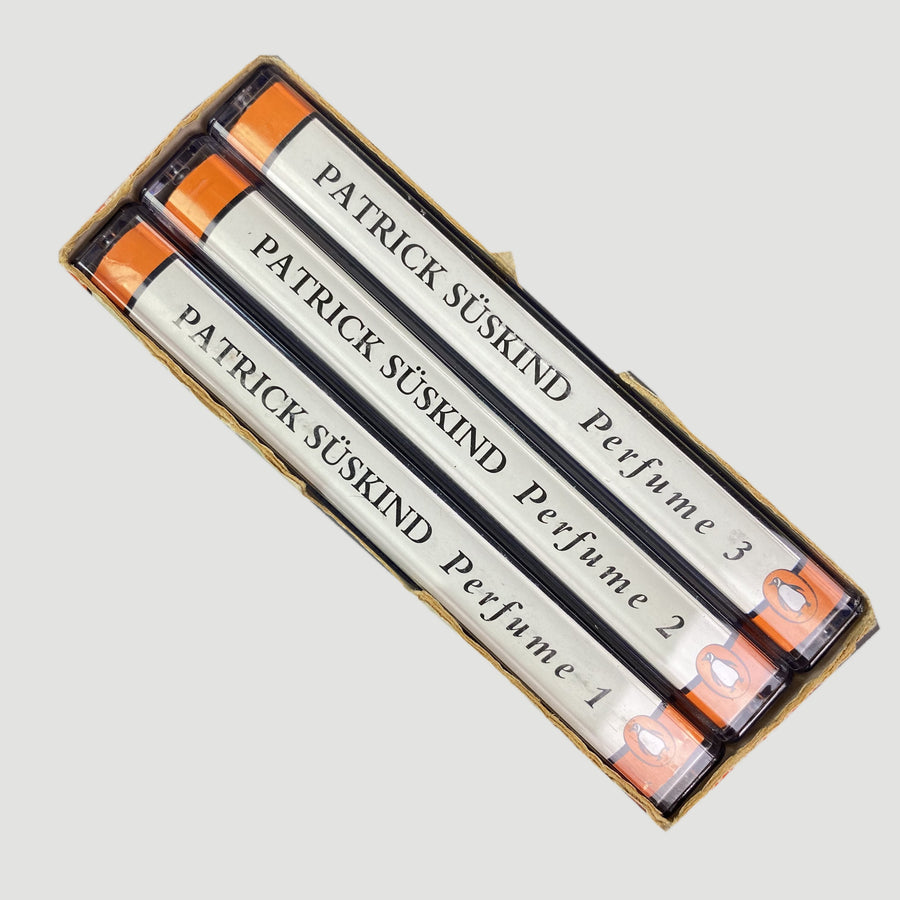 PATRICK SÜSKIND Perfume 3
PATRICK SÜSKIND Perfume 2
PATRICK SÜSKIND Perfume 1